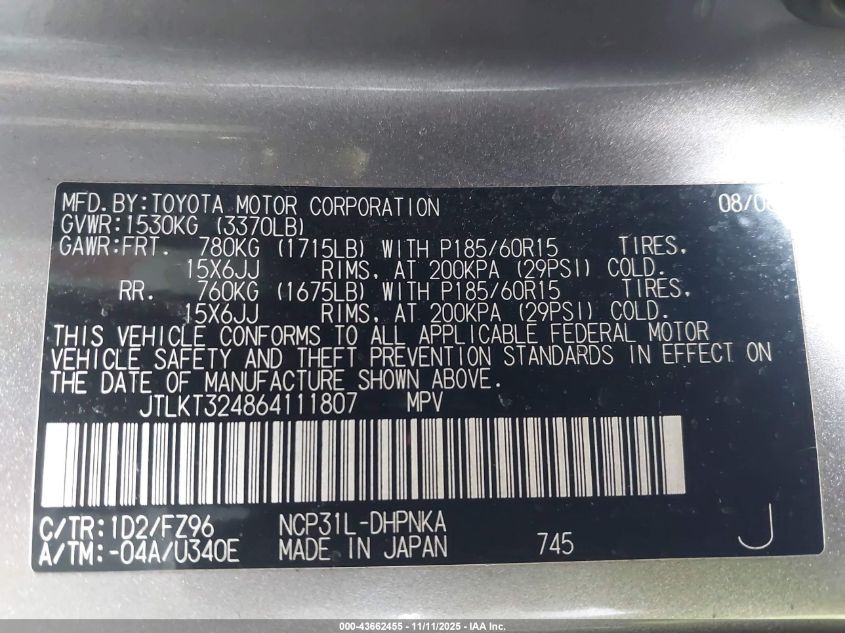 MFD. BY: TOYOTA MOTOR CORPORATION 08/06
GVWR: 1530KG (3370LB)
GAWR: FRT. 780KG (1715LB) WITH P185/60R15 TIRES.
15X6JJ RIMS, AT 200KPA (29PSI) COLD.
RR. 760KG (1675LB) WITH P185/60R15 TIRES,
15X6JJ RIMS, AT 200KPA (29PSI) COLD.
THIS VEHICLE CONFORMS TO ALL APPLICABLE FEDERAL MOTOR
VEHICLE SAFETY AND THEFT PREVENTION STANDARDS IN EFFECT ON
THE DATE OF MANUFACTURE SHOWN ABOVE.
JTLKT324864111807 MPV
C/TR: 1D2/FZ96 NCP31L-DHPNKA
A/TM: -04A/U340E MADE IN JAPAN 745 J
000-43662455 - 11/11/2025 - IAA Inc.